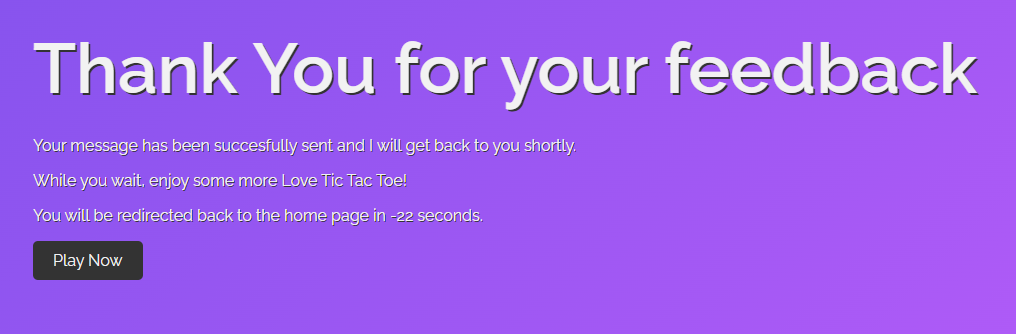 Thank You for your feedback
Your message has been succesfully sent and I will get back to you shortly.
While you wait, enjoy some more Love Tic Tac Toe!
You will be redirected back to the home page in -22 seconds.
Play Now